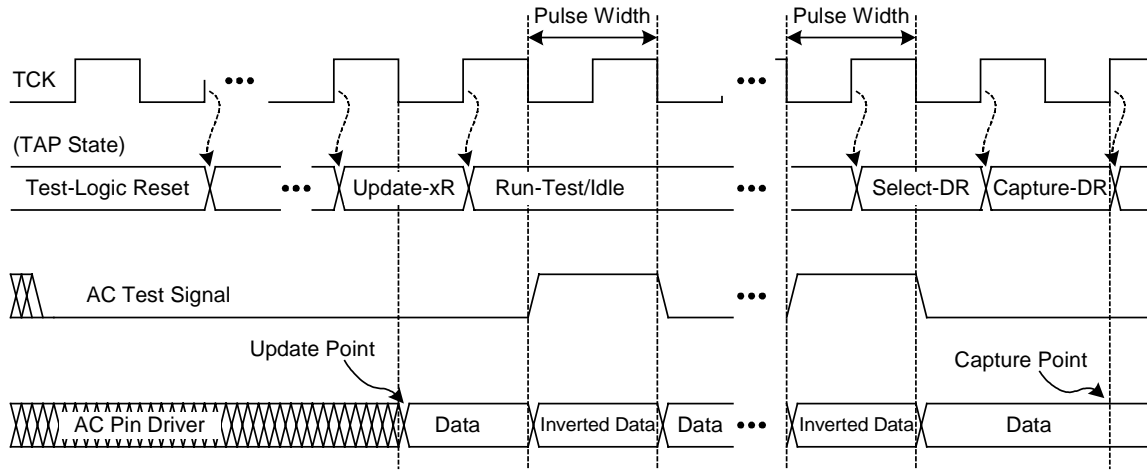 Pulse Width Pulse Width
TCK
(TAP State)
Test-Logic Reset Update-xR Run-Test/Idle Select-DR Capture-DR
AC Test Signal
Update Point Capture Point
AC Pin Driver Data Inverted Data Data Inverted Data Data